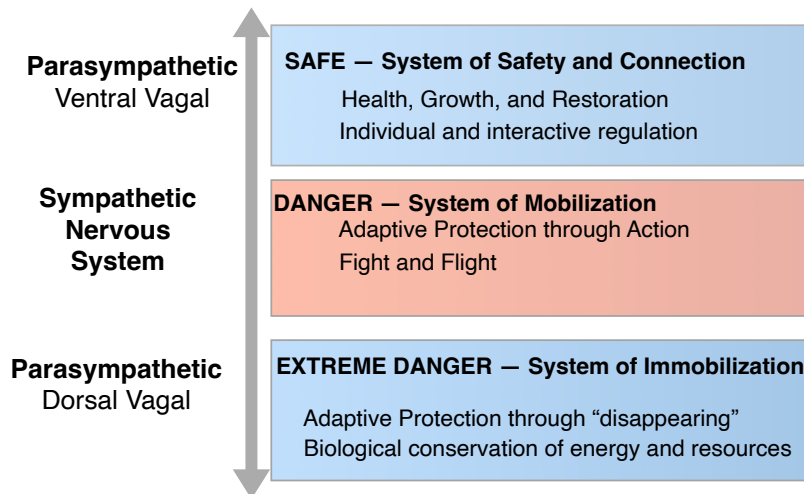 Parasympathetic
Ventral Vagal
SAFE — System of Safety and Connection
Health, Growth, and Restoration
Individual and interactive regulation
Sympathetic
Nervous
System
DANGER — System of Mobilization
Adaptive Protection through Action
Fight and Flight
Parasympathetic
Dorsal Vagal
EXTREME DANGER — System of Immobilization
Adaptive Protection through “disappearing”
Biological conservation of energy and resources